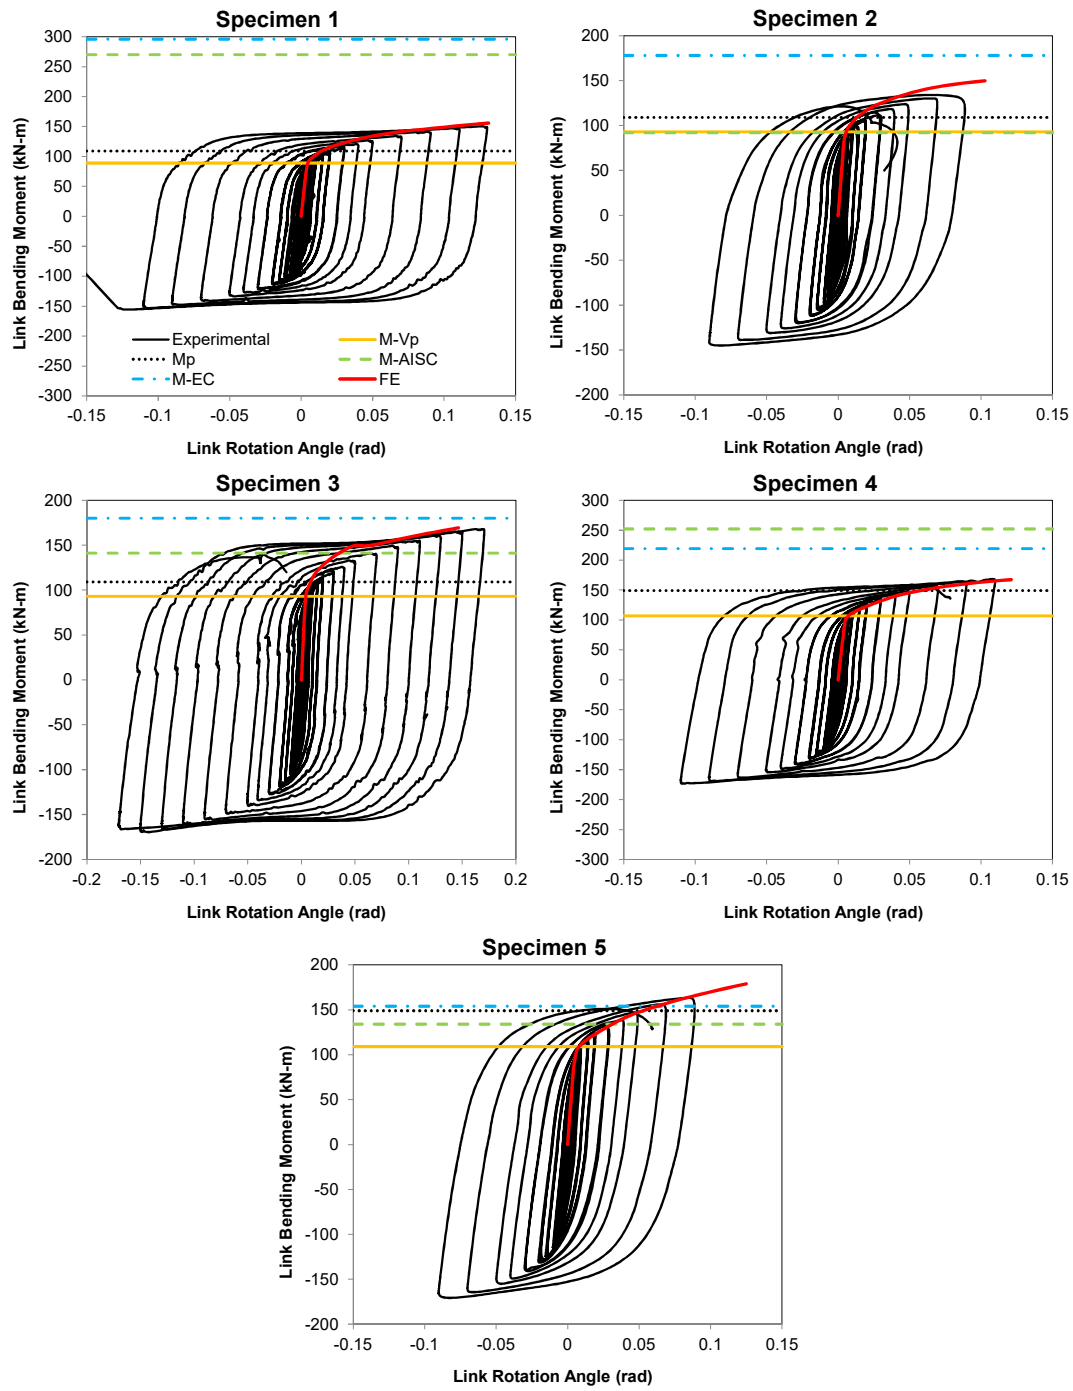 Specimen 1
300
250
200
150
100
50
0
-50
-100
-150
-200
-250
-300
Link Bending Moment (kN-m)
Experimental
M-Vp
Mp
M-AISC
M-EC
FE
-0.15 -0.1 -0.05 0 0.05 0.1 0.15
Link Rotation Angle (rad)
Specimen 2
200
150
100
50
0
-50
-100
-150
-200
Link Bending Moment (kN-m)
-0.15 -0.1 -0.05 0 0.05 0.1 0.15
Link Rotation Angle (rad)
Specimen 3
200
150
100
50
0
-50
-100
-150
-200
Link Bending Moment (kN-m)
-0.2 -0.15 -0.1 -0.05 0 0.05 0.1 0.15 0.2
Link Rotation Angle (rad)
Specimen 4
300
250
200
150
100
50
0
-50
-100
-150
-200
-250
-300
Link Bending Moment (kN-m)
-0.15 -0.1 -0.05 0 0.05 0.1 0.15
Link Rotation Angle (rad)
Specimen 5
200
150
100
50
0
-50
-100
-150
-200
Link Bending Moment (kN-m)
-0.15 -0.1 -0.05 0 0.05 0.1 0.15
Link Rotation Angle (rad)